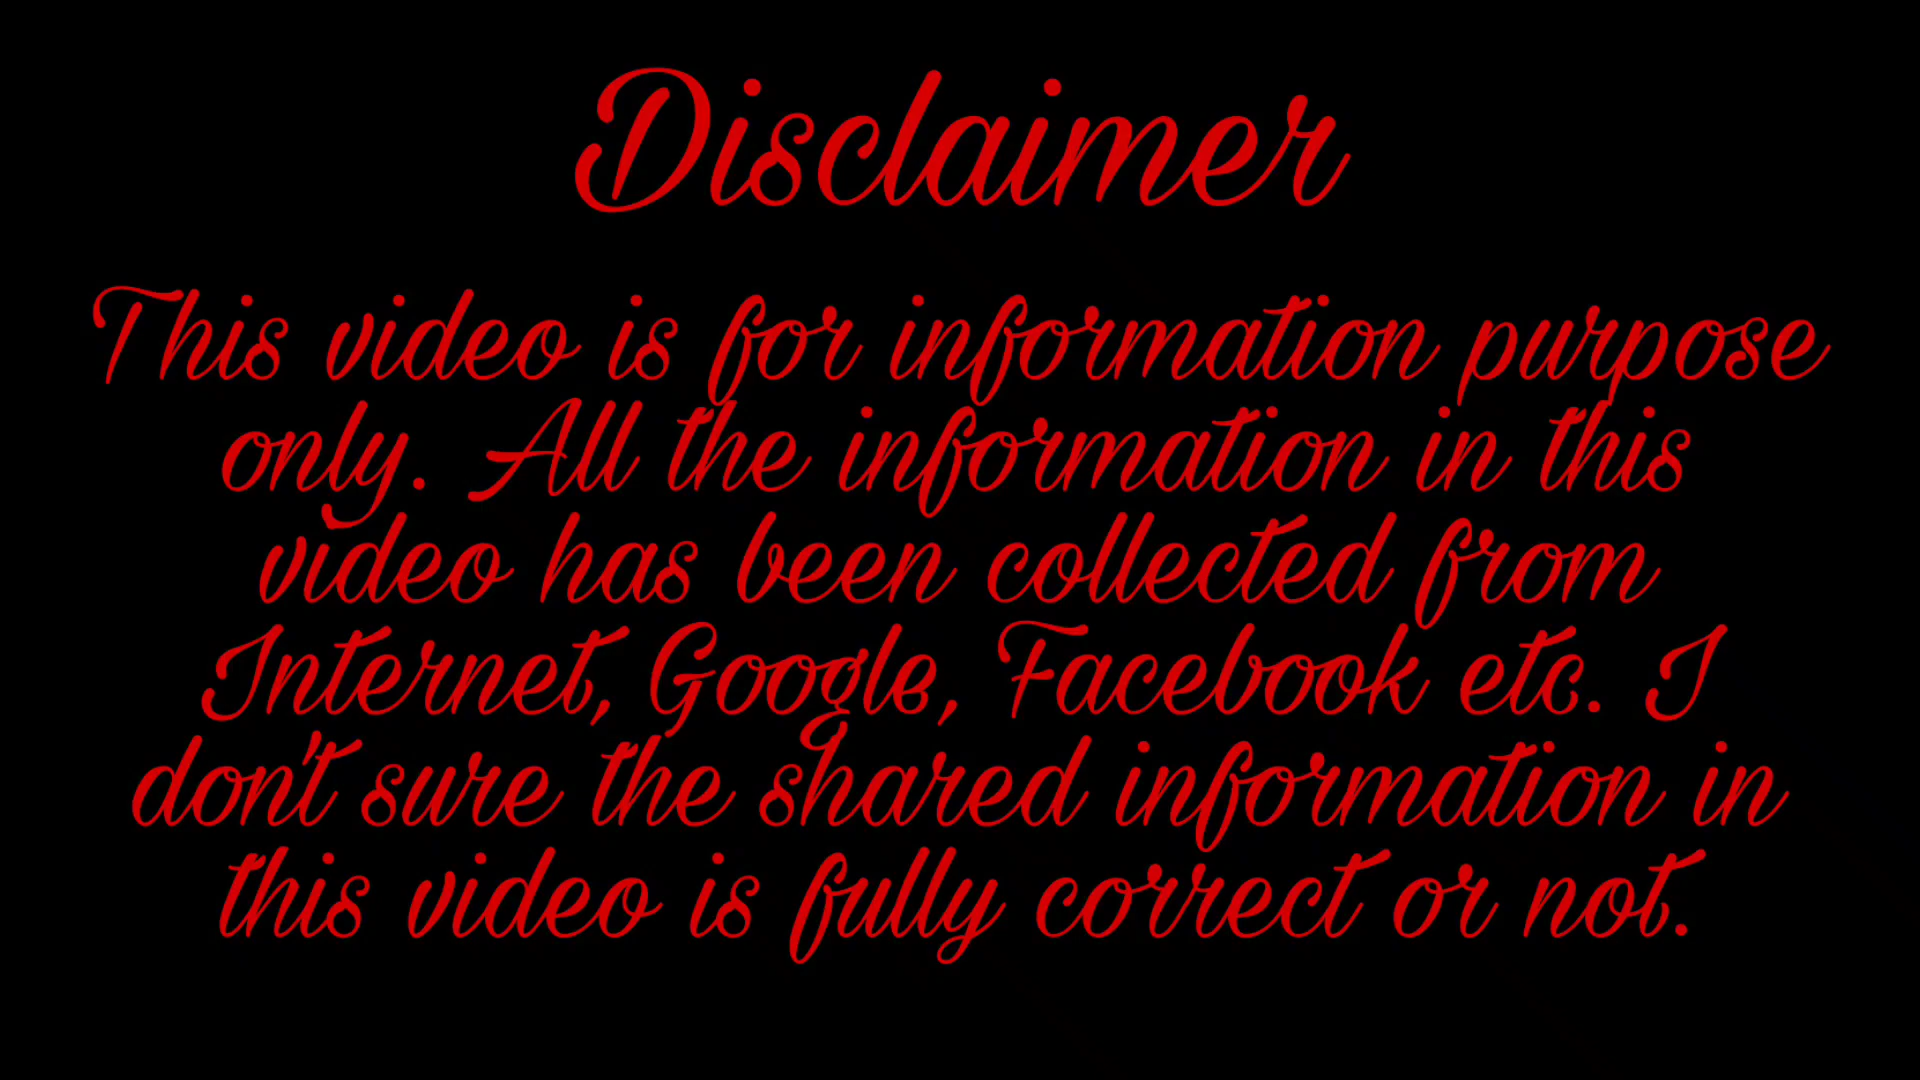 Disclaimer
This video is for information purpose
only. All the information in this
video has been collected from
Internet, Google, Facebook etc. I
don't sure the shared information in
this video is fully correct or not.